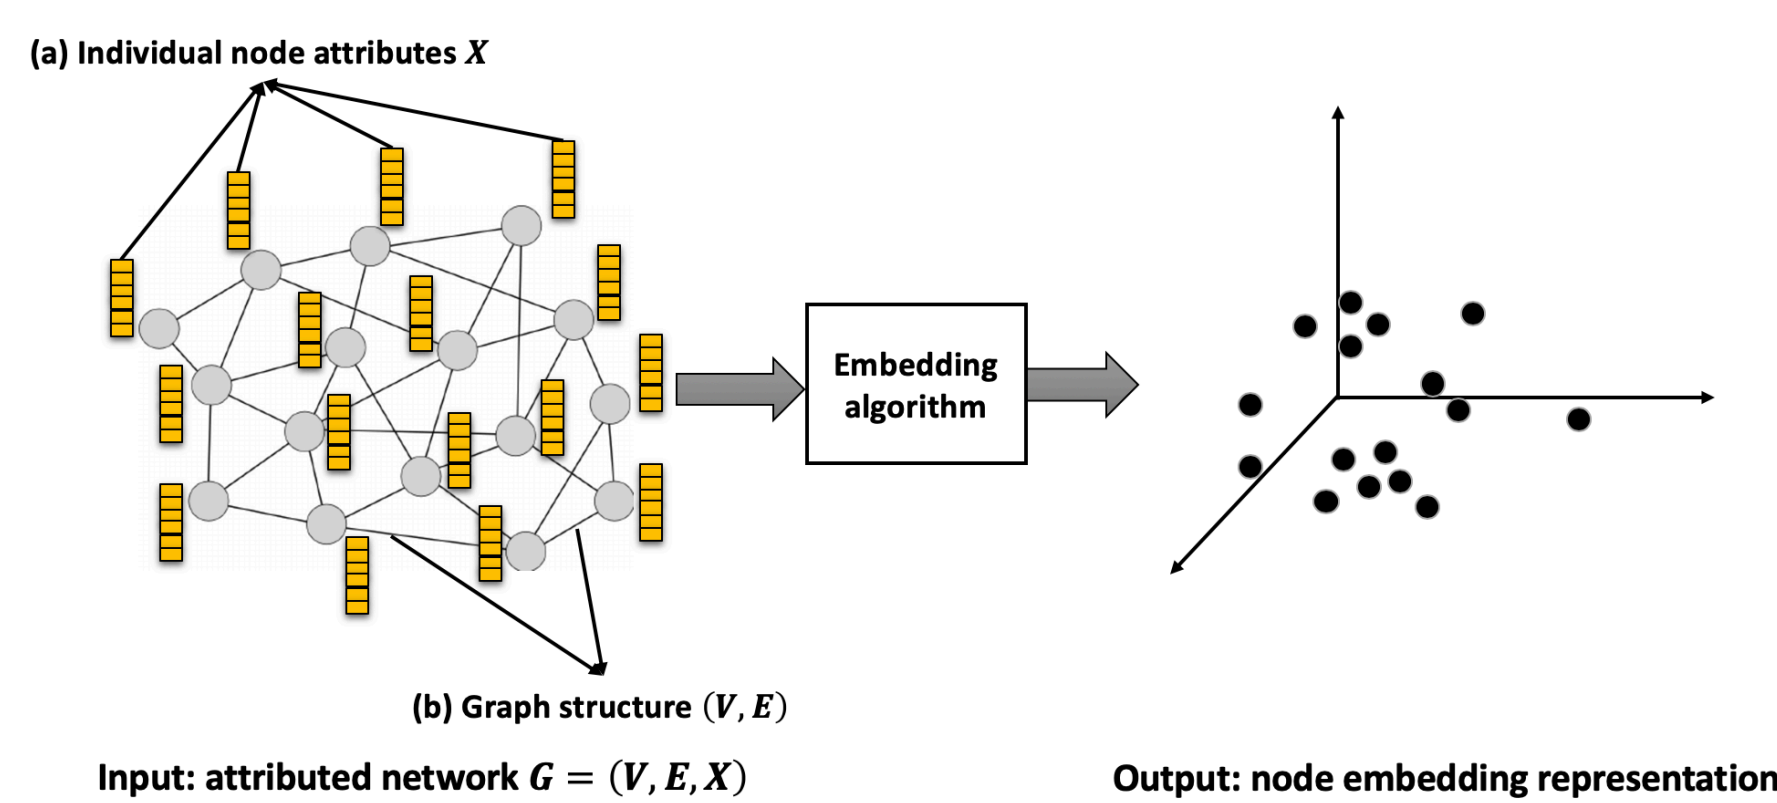 (a) Individual node attributes X
Embedding
algorithm
(b) Graph structure (V, E)
Input: attributed network G = (V, E, X)
Output: node embedding representation